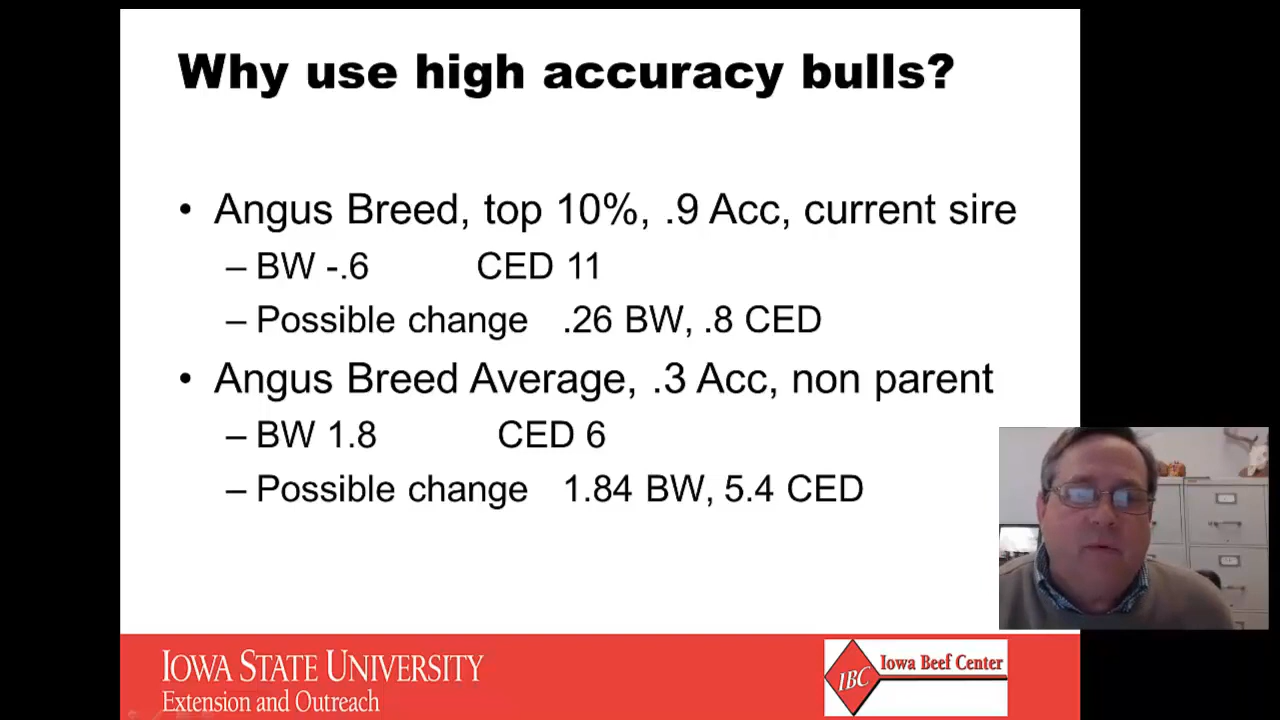 Why use high accuracy bulls?
• Angus Breed, top 10%, .9 Acc, current sire
– BW -.6 CED 11
– Possible change .26 BW, .8 CED
• Angus Breed Average, .3 Acc, non parent
– BW 1.8 CED 6
– Possible change 1.84 BW, 5.4 CED
IOWA STATE UNIVERSITY
Extension and Outreach
IBC
Iowa Beef Center